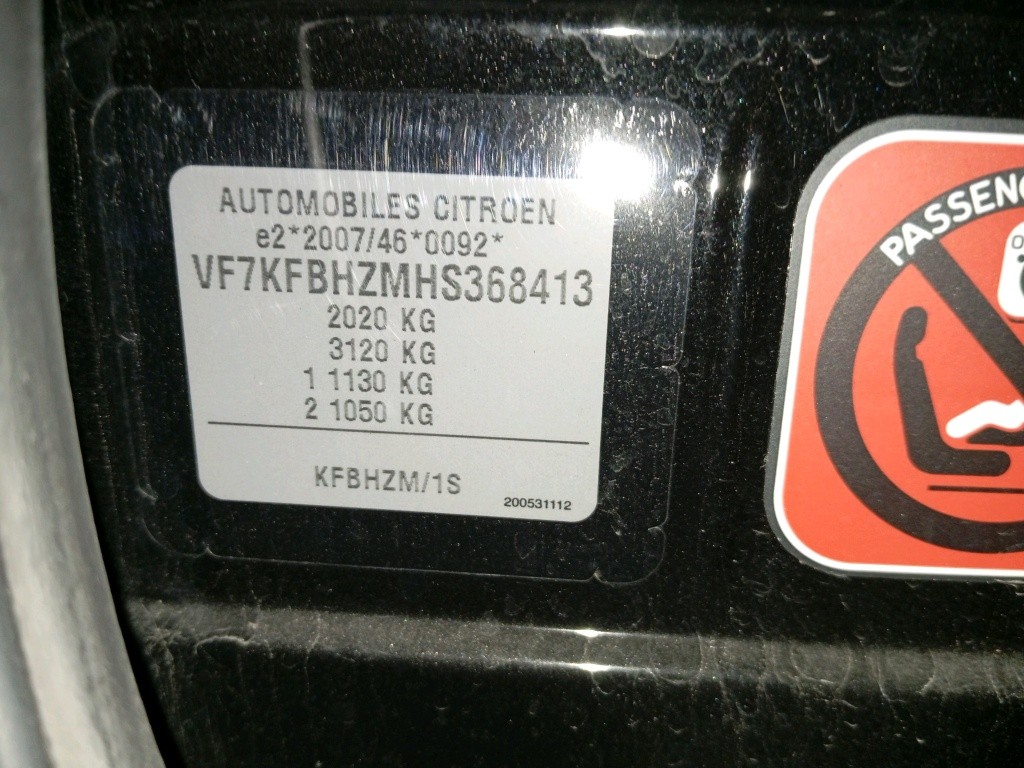 AUTOMOBILES CITROEN
e2*2007/46*0092*
VF7KFBHZMHS368413
2020 KG
3120 KG
1 1130 KG
2 1050 KG
KFBHZM/1S
200531112